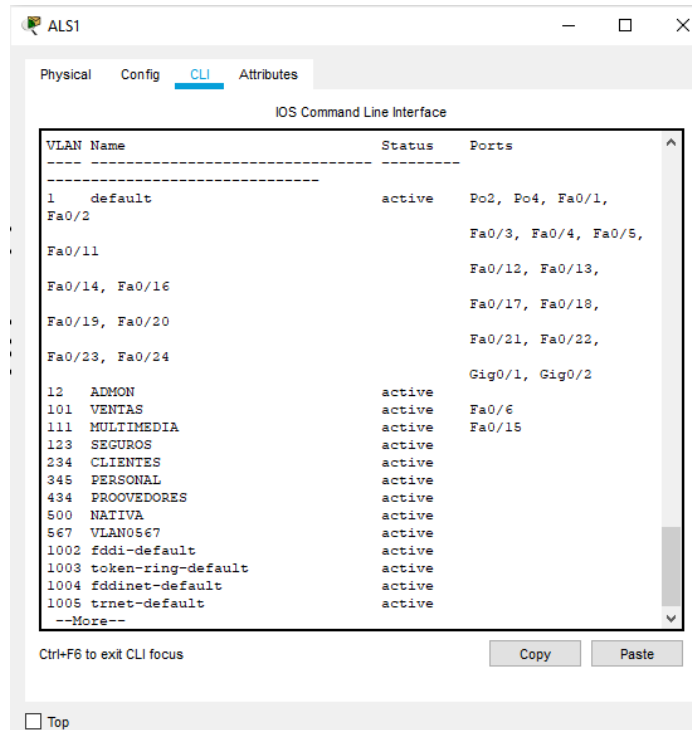 ALS1
Physical Config CLI Attributes
IOS Command Line Interface
VLAN Name Status Ports
---- -------------------------------- ---------
-------------------------------
1 default active Po2, Po4, Fa0/1,
Fa0/2
Fa0/3, Fa0/4, Fa0/5,
Fa0/11
Fa0/12, Fa0/13,
Fa0/14, Fa0/16
Fa0/17, Fa0/18,
Fa0/19, Fa0/20
Fa0/21, Fa0/22,
Fa0/23, Fa0/24
Gig0/1, Gig0/2
12 ADMON active
101 VENTAS active Fa0/6
111 MULTIMEDIA active Fa0/15
123 SEGUROS active
234 CLIENTES active
345 PERSONAL active
434 PROOVEDORES active
500 NATIVA active
567 VLAN0567 active
1002 fddi-default active
1003 token-ring-default active
1004 fddinet-default active
1005 trnet-default active
--More--
Ctrl+F6 to exit CLI focus Copy Paste
Top